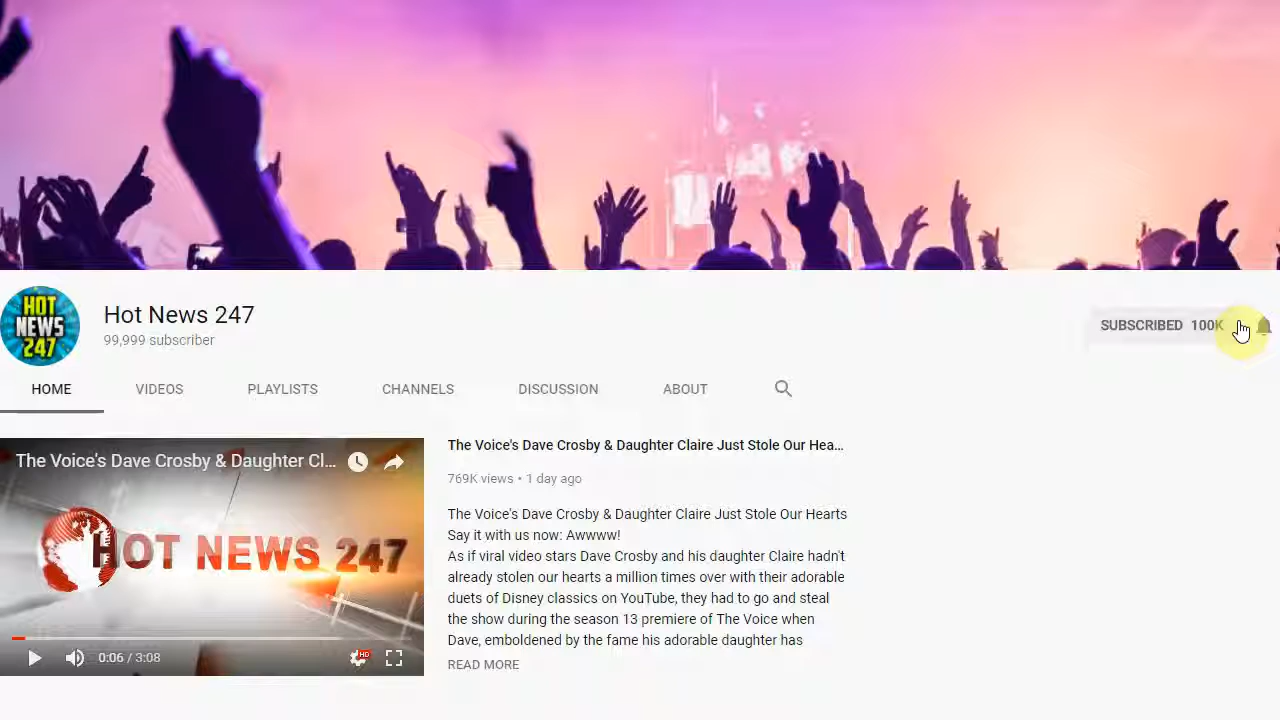 HOT
NEWS
247
Hot News 247
99,999 subscriber
SUBSCRIBED 100K
HOME VIDEOS PLAYLISTS CHANNELS DISCUSSION ABOUT
The Voice's Dave Crosby & Daughter Cl...
HOT NEWS 247
HD
0:06 / 3:08
The Voice's Dave Crosby & Daughter Claire Just Stole Our Hea...
769K views • 1 day ago
The Voice's Dave Crosby & Daughter Claire Just Stole Our Hearts
Say it with us now: Awwww!
As if viral video stars Dave Crosby and his daughter Claire hadn't
already stolen our hearts a million times over with their adorable
duets of Disney classics on YouTube, they had to go and steal
the show during the season 13 premiere of The Voice when
Dave, emboldened by the fame his adorable daughter has
READ MORE